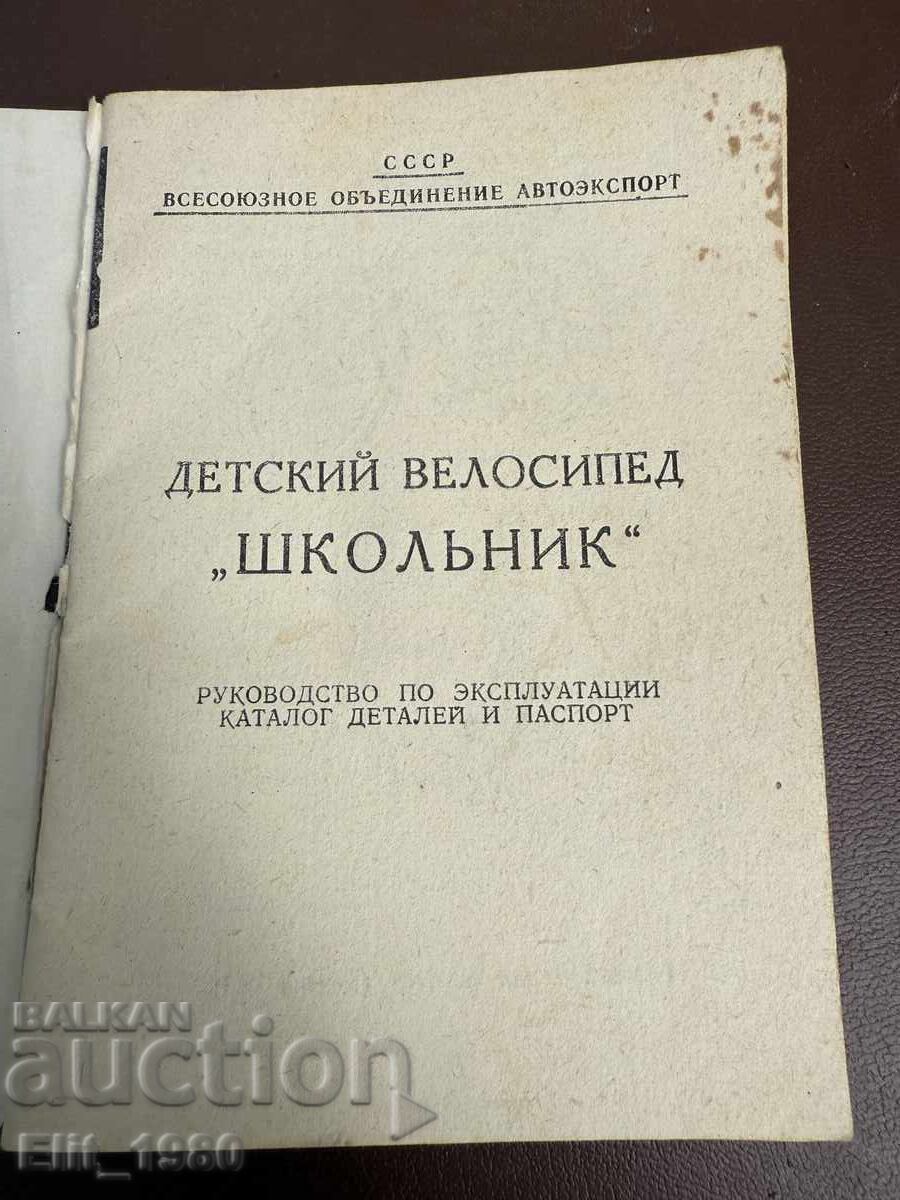 СССР
ВСЕСОЮЗНОЕ ОБЪЕДИНЕНИЕ АВТОЭКСПОРТ
ДЕТСКИЙ ВЕЛОСИПЕД
„ШКОЛЬНИК“
РУКОВОДСТВО ПО ЭКСПЛУАТАЦИИ
КАТАЛОГ ДЕТАЛЕЙ И ПАСПОРТ
BALKAN
auction
Elit_1980